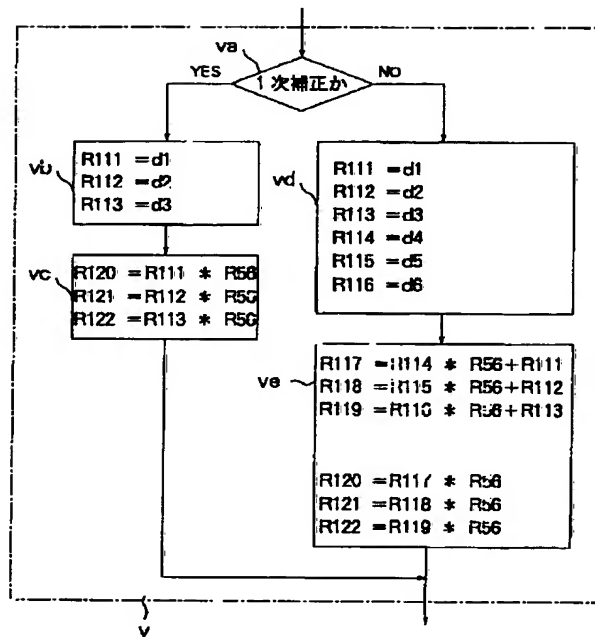 va
YES
1次補正か
NO
vb
R111 =d1
R112 =d2
R113 =d3
vd
R111 =d1
R112 =d2
R113 =d3
R114 =d4
R115 =d5
R116 =d6
vc
R120 =R111 * R56
R121 =R112 * R56
R122 =R113 * R56
ve
R117 =R114 * R56+R111
R118 =R115 * R56+R112
R119 =R116 * R56+R113
R120 =R117 * R56
R121 =R118 * R56
R122 =R119 * R56
v